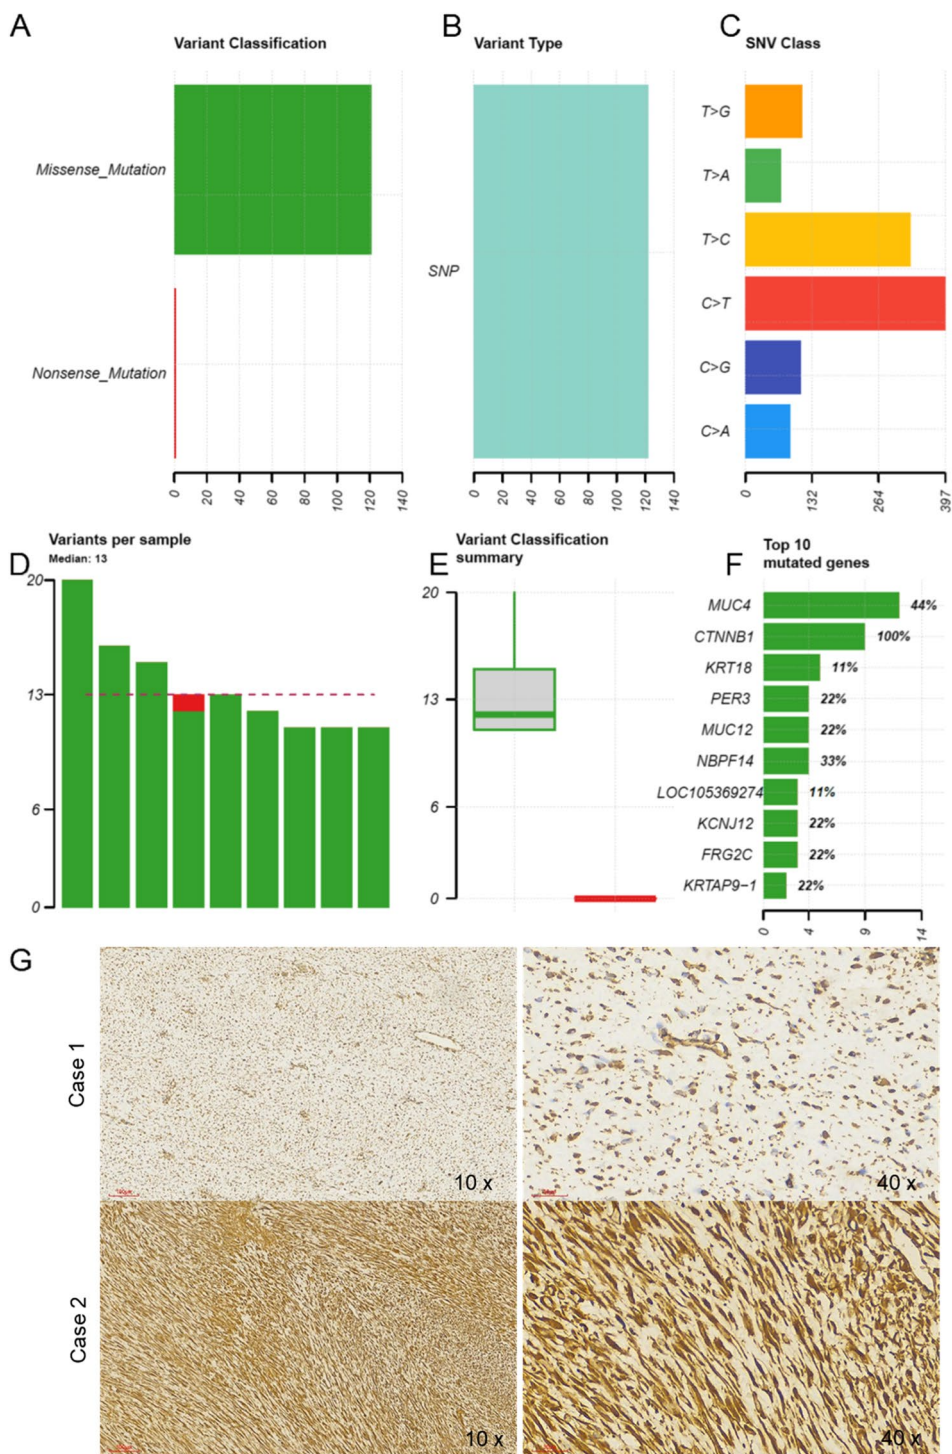 A
Variant Classification
Missense_Mutation
Nonsense_Mutation
0 20 40 60 80 100 120 140
B
Variant Type
SNP
0 20 40 60 80 100 120 140
C
SNV Class
T>G
T>A
T>C
C>T
C>G
C>A
0 132 264 397
D
Variants per sample
Median: 13
20
13
6
0
E
Variant Classification
summary
20
13
6
0
F
Top 10
mutated genes
MUC4 44%
CTNNB1 100%
KRT18 11%
PER3 22%
MUC12 22%
NBPF14 33%
LOC105369274 11%
KCNJ12 22%
FRG2C 22%
KRTAP9-1 22%
0 4 9 14
G
Case 1
10 x
40 x
Case 2
10 x
40 x